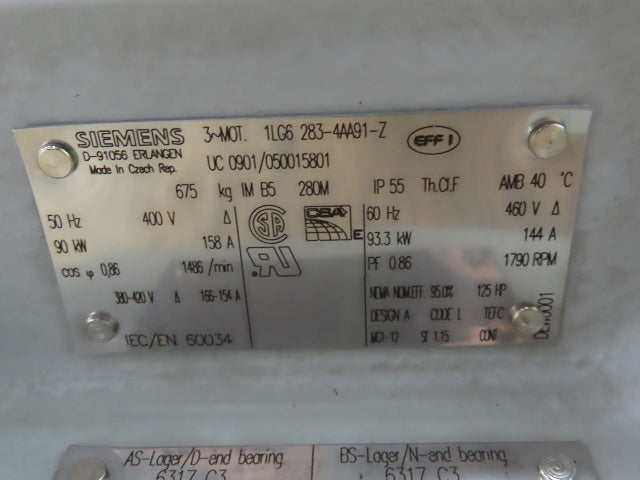 SIEMENS 3~MOT. 1LG6 283-4AA91-Z EFF 1
D-91056 ERLANGEN UC 0901/050015801
Made in Czech Rep.
675 kg IM B5 280M IP 55 Th.Cl.F AMB 40 °C
50 Hz 400 V Δ
90 kW 158 A
cos φ 0,86 1486 /min
380-420 V Δ 166-154 A
IEC/EN 60034
SA
CSA
E
RU
60 Hz 460 V Δ
93.3 kW 144 A
PF 0.86 1790 RPM
NEMA NOM.EFF 95.0% 125 HP
DESIGN A CODE L TEFC
MG1-12 SF 1.15 CONT
AS-Lager/D-end bearing
6317 C3
BS-Lager/N-end bearing
6317 C3